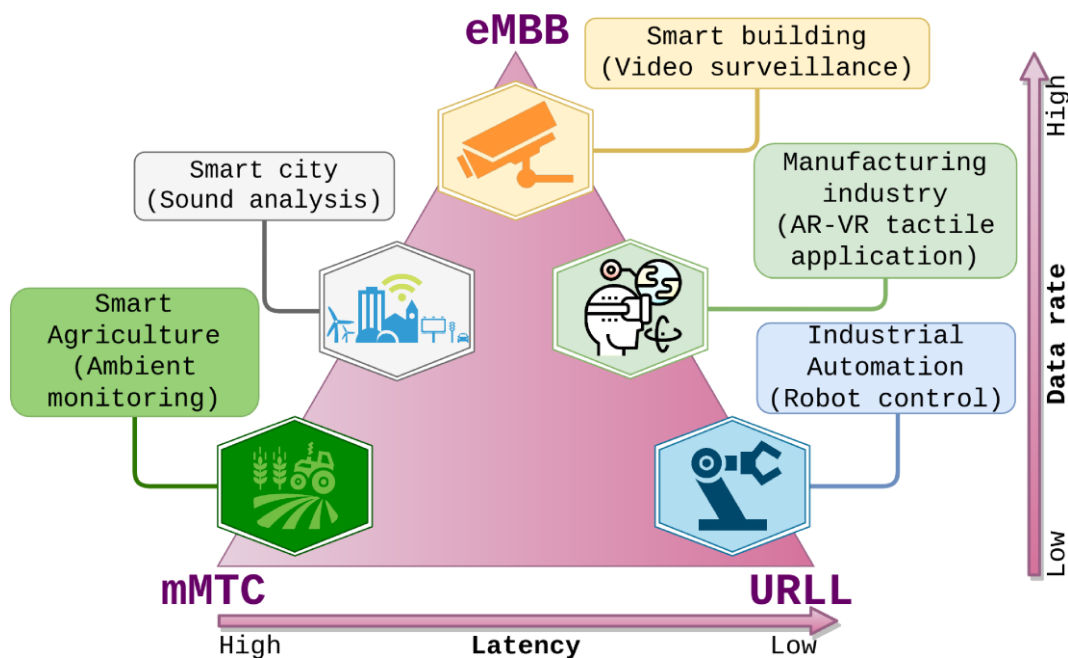 eMBB
Smart building
(Video surveillance)
High
Smart city
(Sound analysis)
Manufacturing
industry
(AR-VR tactile
application)
Smart
Agriculture
(Ambient
monitoring)
Industrial
Automation
(Robot control)
Data rate
Low
mMTC
URLL
High
Latency
Low